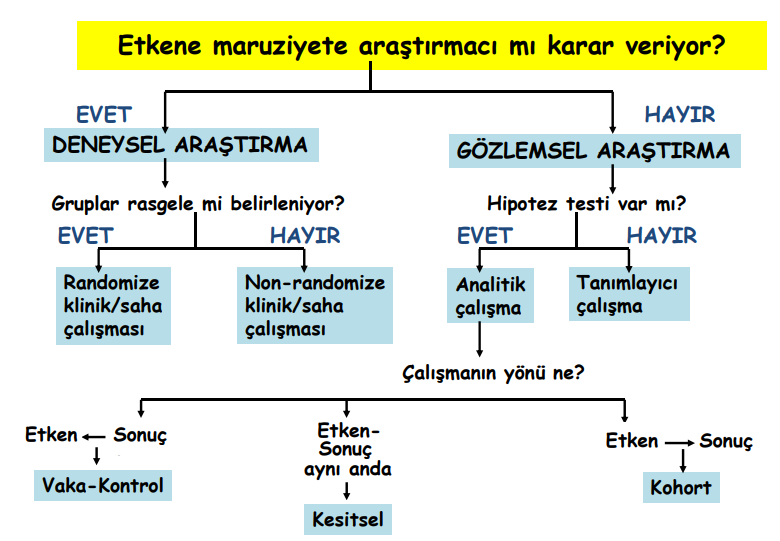 Etkene maruziyete araştırmacı mı karar veriyor?
EVET
HAYIR
DENEYSEL ARAŞTIRMA
GÖZLEMSEL ARAŞTIRMA
Gruplar rasgele mi belirleniyor?
Hipotez testi var mı?
EVET
HAYIR
EVET
HAYIR
Randomize
klinik/saha
çalışması
Non-randomize
klinik/saha
çalışması
Analitik
çalışma
Tanımlayıcı
çalışma
Çalışmanın yönü ne?
Etken
Sonuç
Etken-
Sonuç
aynı anda
Etken
Sonuç
Vaka-Kontrol
Kesitsel
Kohort